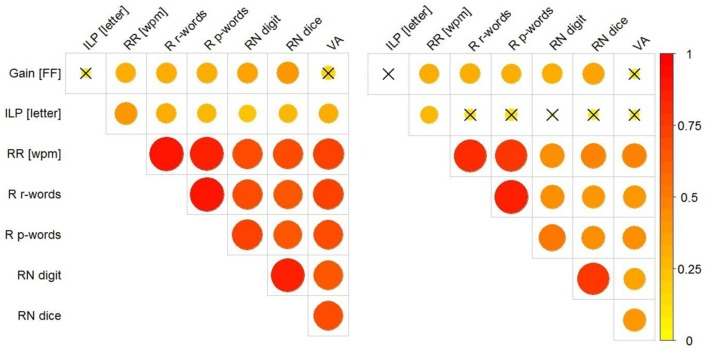 ILP [letter] RR [wpm] R r-words R p-words RN digit RN dice VA
ILP [letter] RR [wpm] R r-words R p-words RN digit RN dice VA
Gain [FF]
ILP [letter]
RR [wpm]
R r-words
R p-words
RN digit
RN dice
1
0.75
0.5
0.25
0